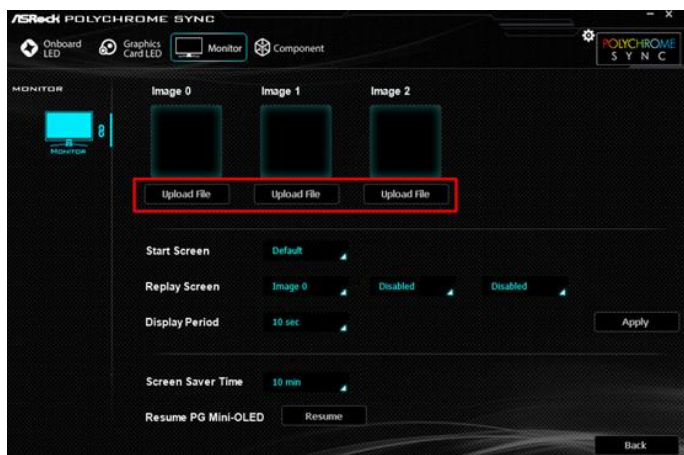 ASRock POLYCHROME SYNC
Onboard LED
Graphics Card LED
Monitor
Component
POLYCHROME
SYNC
MONITOR
Image 0 Image 1 Image 2
MONITOR
Upload File Upload File Upload File
Start Screen Default
Replay Screen Image 0 Disabled Disabled
Display Period 10 sec Apply
Screen Saver Time 10 min
Resume PG Mini-OLED Resume
Back